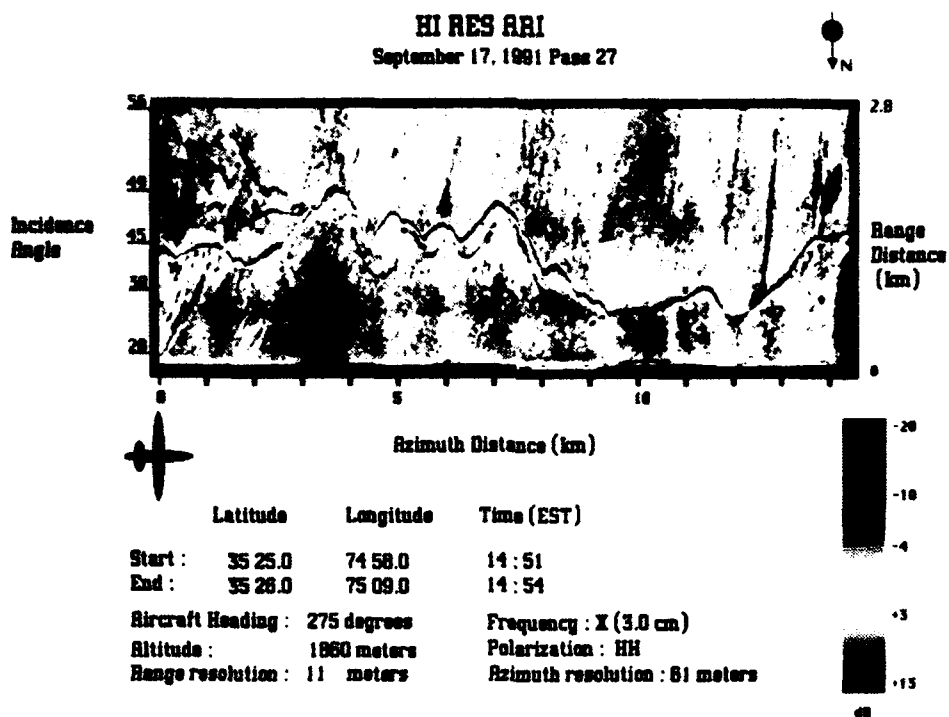 HI RES RAI
September 17, 1991 Pass 27
N
56
49
45
38
28
Incidence
Angle
2.8
Range
Distance
(km)
0
0 5 10
Azimuth Distance (km)
Latitude Longitude Time (EST)
Start : 35 25.0 74 58.0 14 : 51
End : 35 26.0 75 09.0 14 : 54
Aircraft Heading : 275 degrees Frequency : X (3.0 cm)
Altitude : 1860 meters Polarization : HH
Range resolution : 11 meters Azimuth resolution : 61 meters
-20
-10
-4
+3
+13
dB